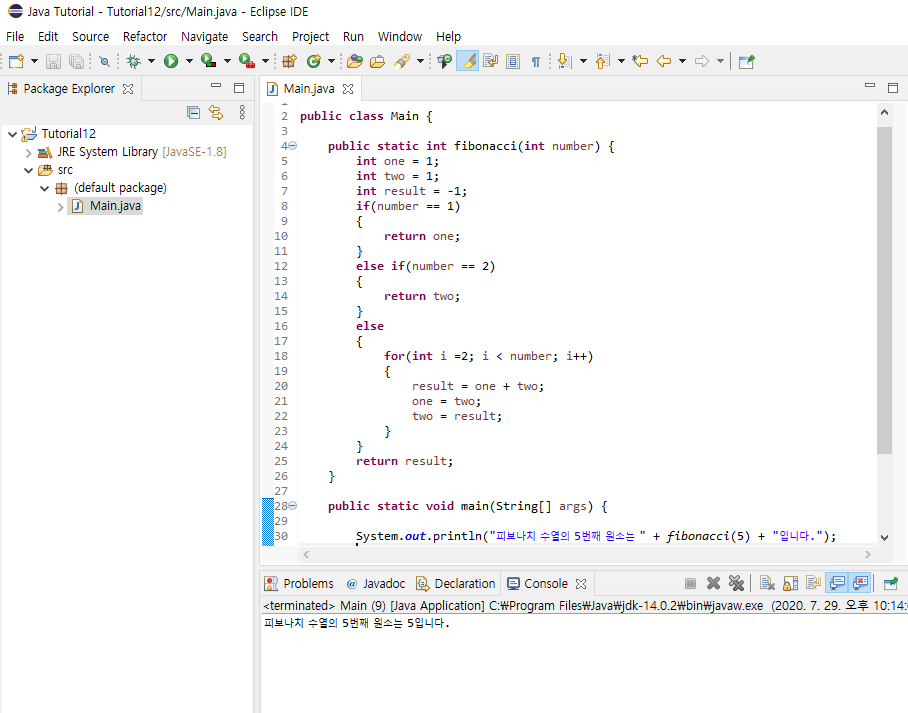 Java Tutorial - Tutorial12/src/Main.java - Eclipse IDE
File Edit Source Refactor Navigate Search Project Run Window Help
Package Explorer
Tutorial12
JRE System Library [JavaSE-1.8]
src
(default package)
Main.java
Main.java
1
2 public class Main {
3
4 public static int fibonacci(int number) {
5 int one = 1;
6 int two = 1;
7 int result = -1;
8 if(number == 1)
9 {
10 return one;
11 }
12 else if(number == 2)
13 {
14 return two;
15 }
16 else
17 {
18 for(int i =2; i < number; i++)
19 {
20 result = one + two;
21 one = two;
22 two = result;
23 }
24 }
25 return result;
26 }
27
28 public static void main(String[] args) {
29
30 System.out.println("피보나치 수열의 5번째 원소는 " + fibonacci(5) + "입니다.");
Problems @ Javadoc Declaration Console
<terminated> Main (9) [Java Application] C:₩Program Files₩Java₩jdk-14.0.2₩bin₩javaw.exe (2020. 7. 29. 오후 10:14:
피보나치 수열의 5번째 원소는 5입니다.